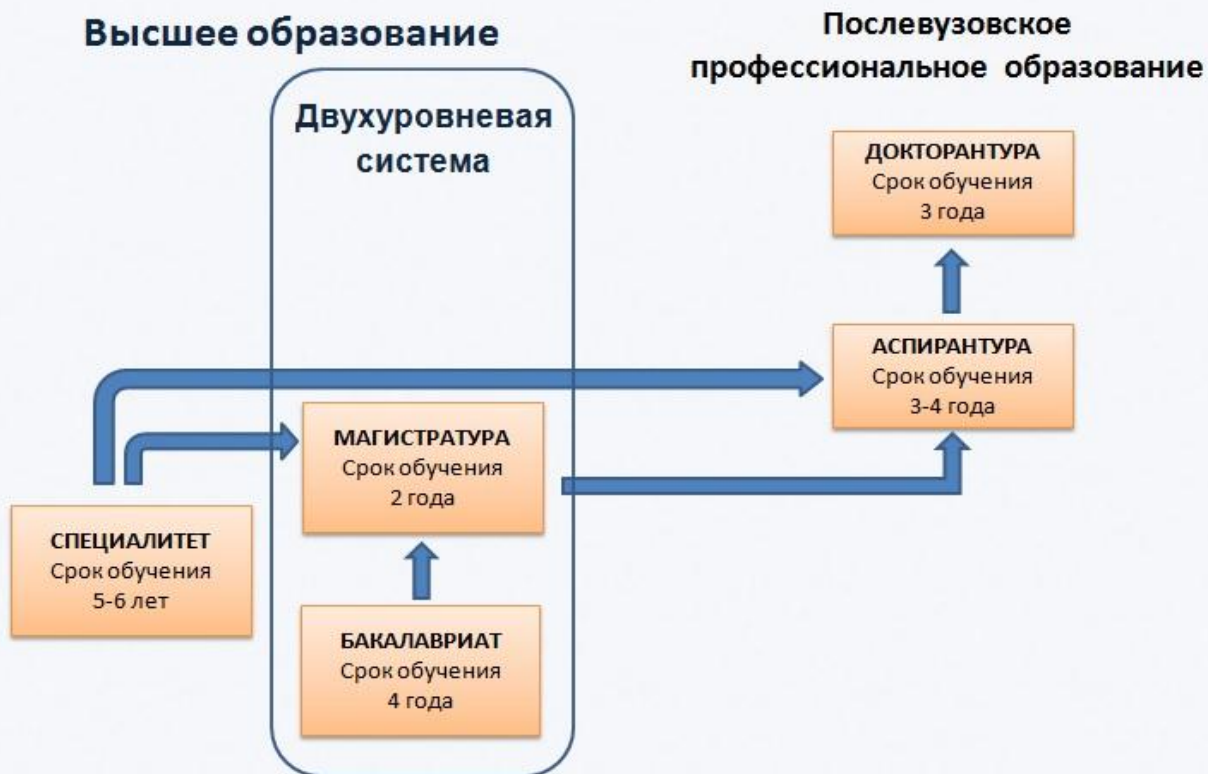 Высшее образование
Послевузовское
профессиональное образование
Двухуровневая
система
ДОКТОРАНТУРА
Срок обучения
3 года
АСПИРАНТУРА
Срок обучения
3-4 года
МАГИСТРАТУРА
Срок обучения
2 года
СПЕЦИАЛИТЕТ
Срок обучения
5-6 лет
БАКАЛАВРИАТ
Срок обучения
4 года